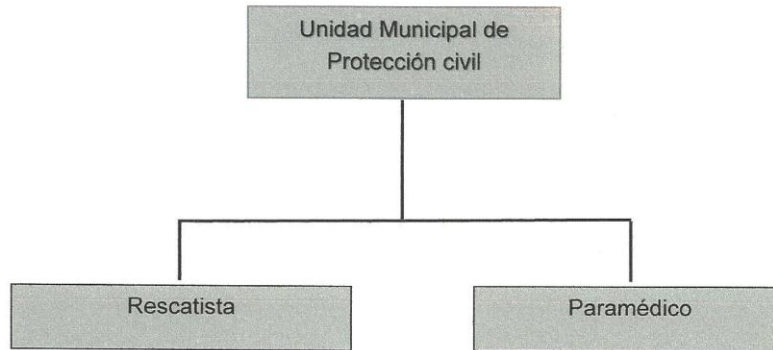 Unidad Municipal de
Protección civil
Rescatista
Paramédico